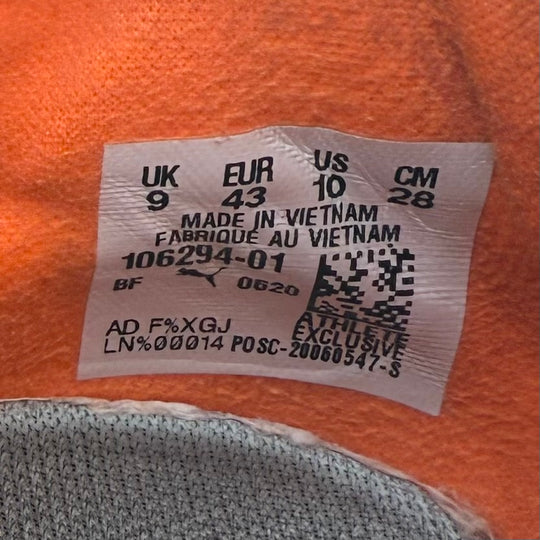 UK EUR US CM
9 43 10 28
MADE IN VIETNAM
FABRIQUÉ AU VIETNAM
106294-01
BF 0620
ATHLETE
EXCLUSIVE
AD F%XGJ
LN%00014 POSC-20060547-S